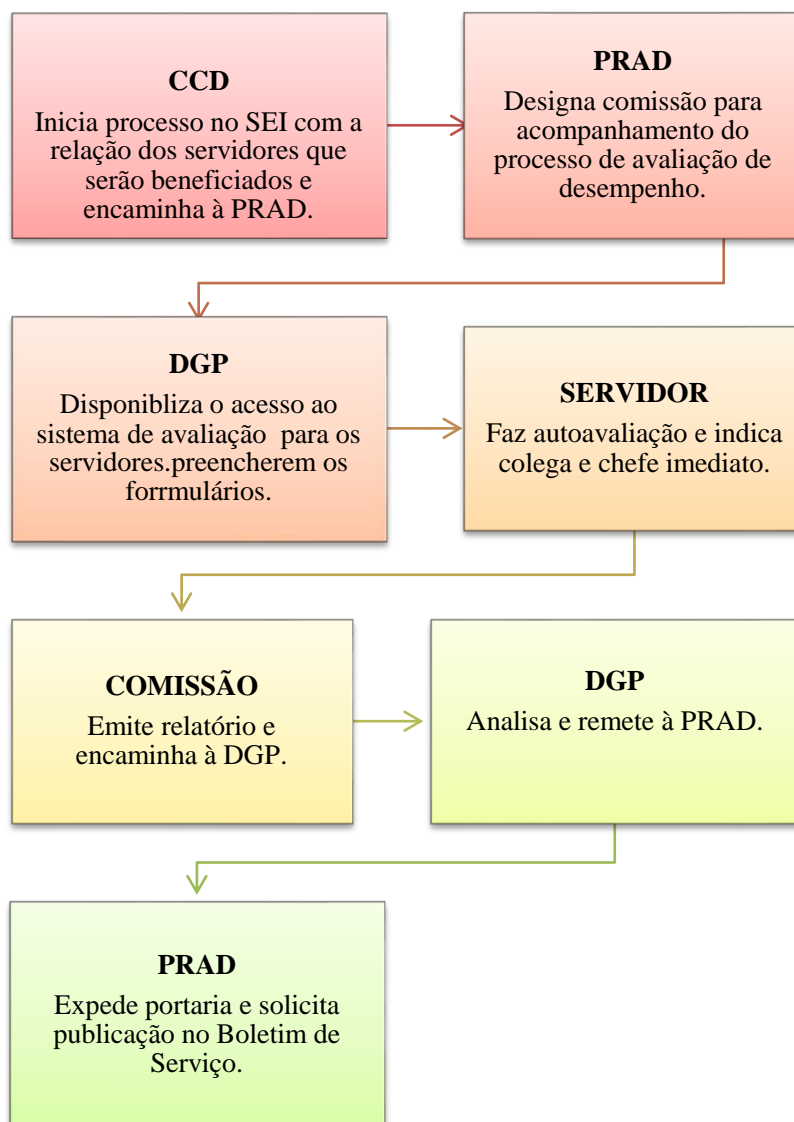 CCD
Inicia processo no SEI com a
relação dos servidores que
serão beneficiados e
encaminha à PRAD.
PRAD
Designa comissão para
acompanhamento do
processo de avaliação de
desempenho.
DGP
Disponibliza o acesso ao
sistema de avaliação para os
servidores.preencherem os
forrmulários.
SERVIDOR
Faz autoavaliação e indica
colega e chefe imediato.
COMISSÃO
Emite relatório e
encaminha à DGP.
DGP
Analisa e remete à PRAD.
PRAD
Expede portaria e solicita
publicação no Boletim de
Serviço.